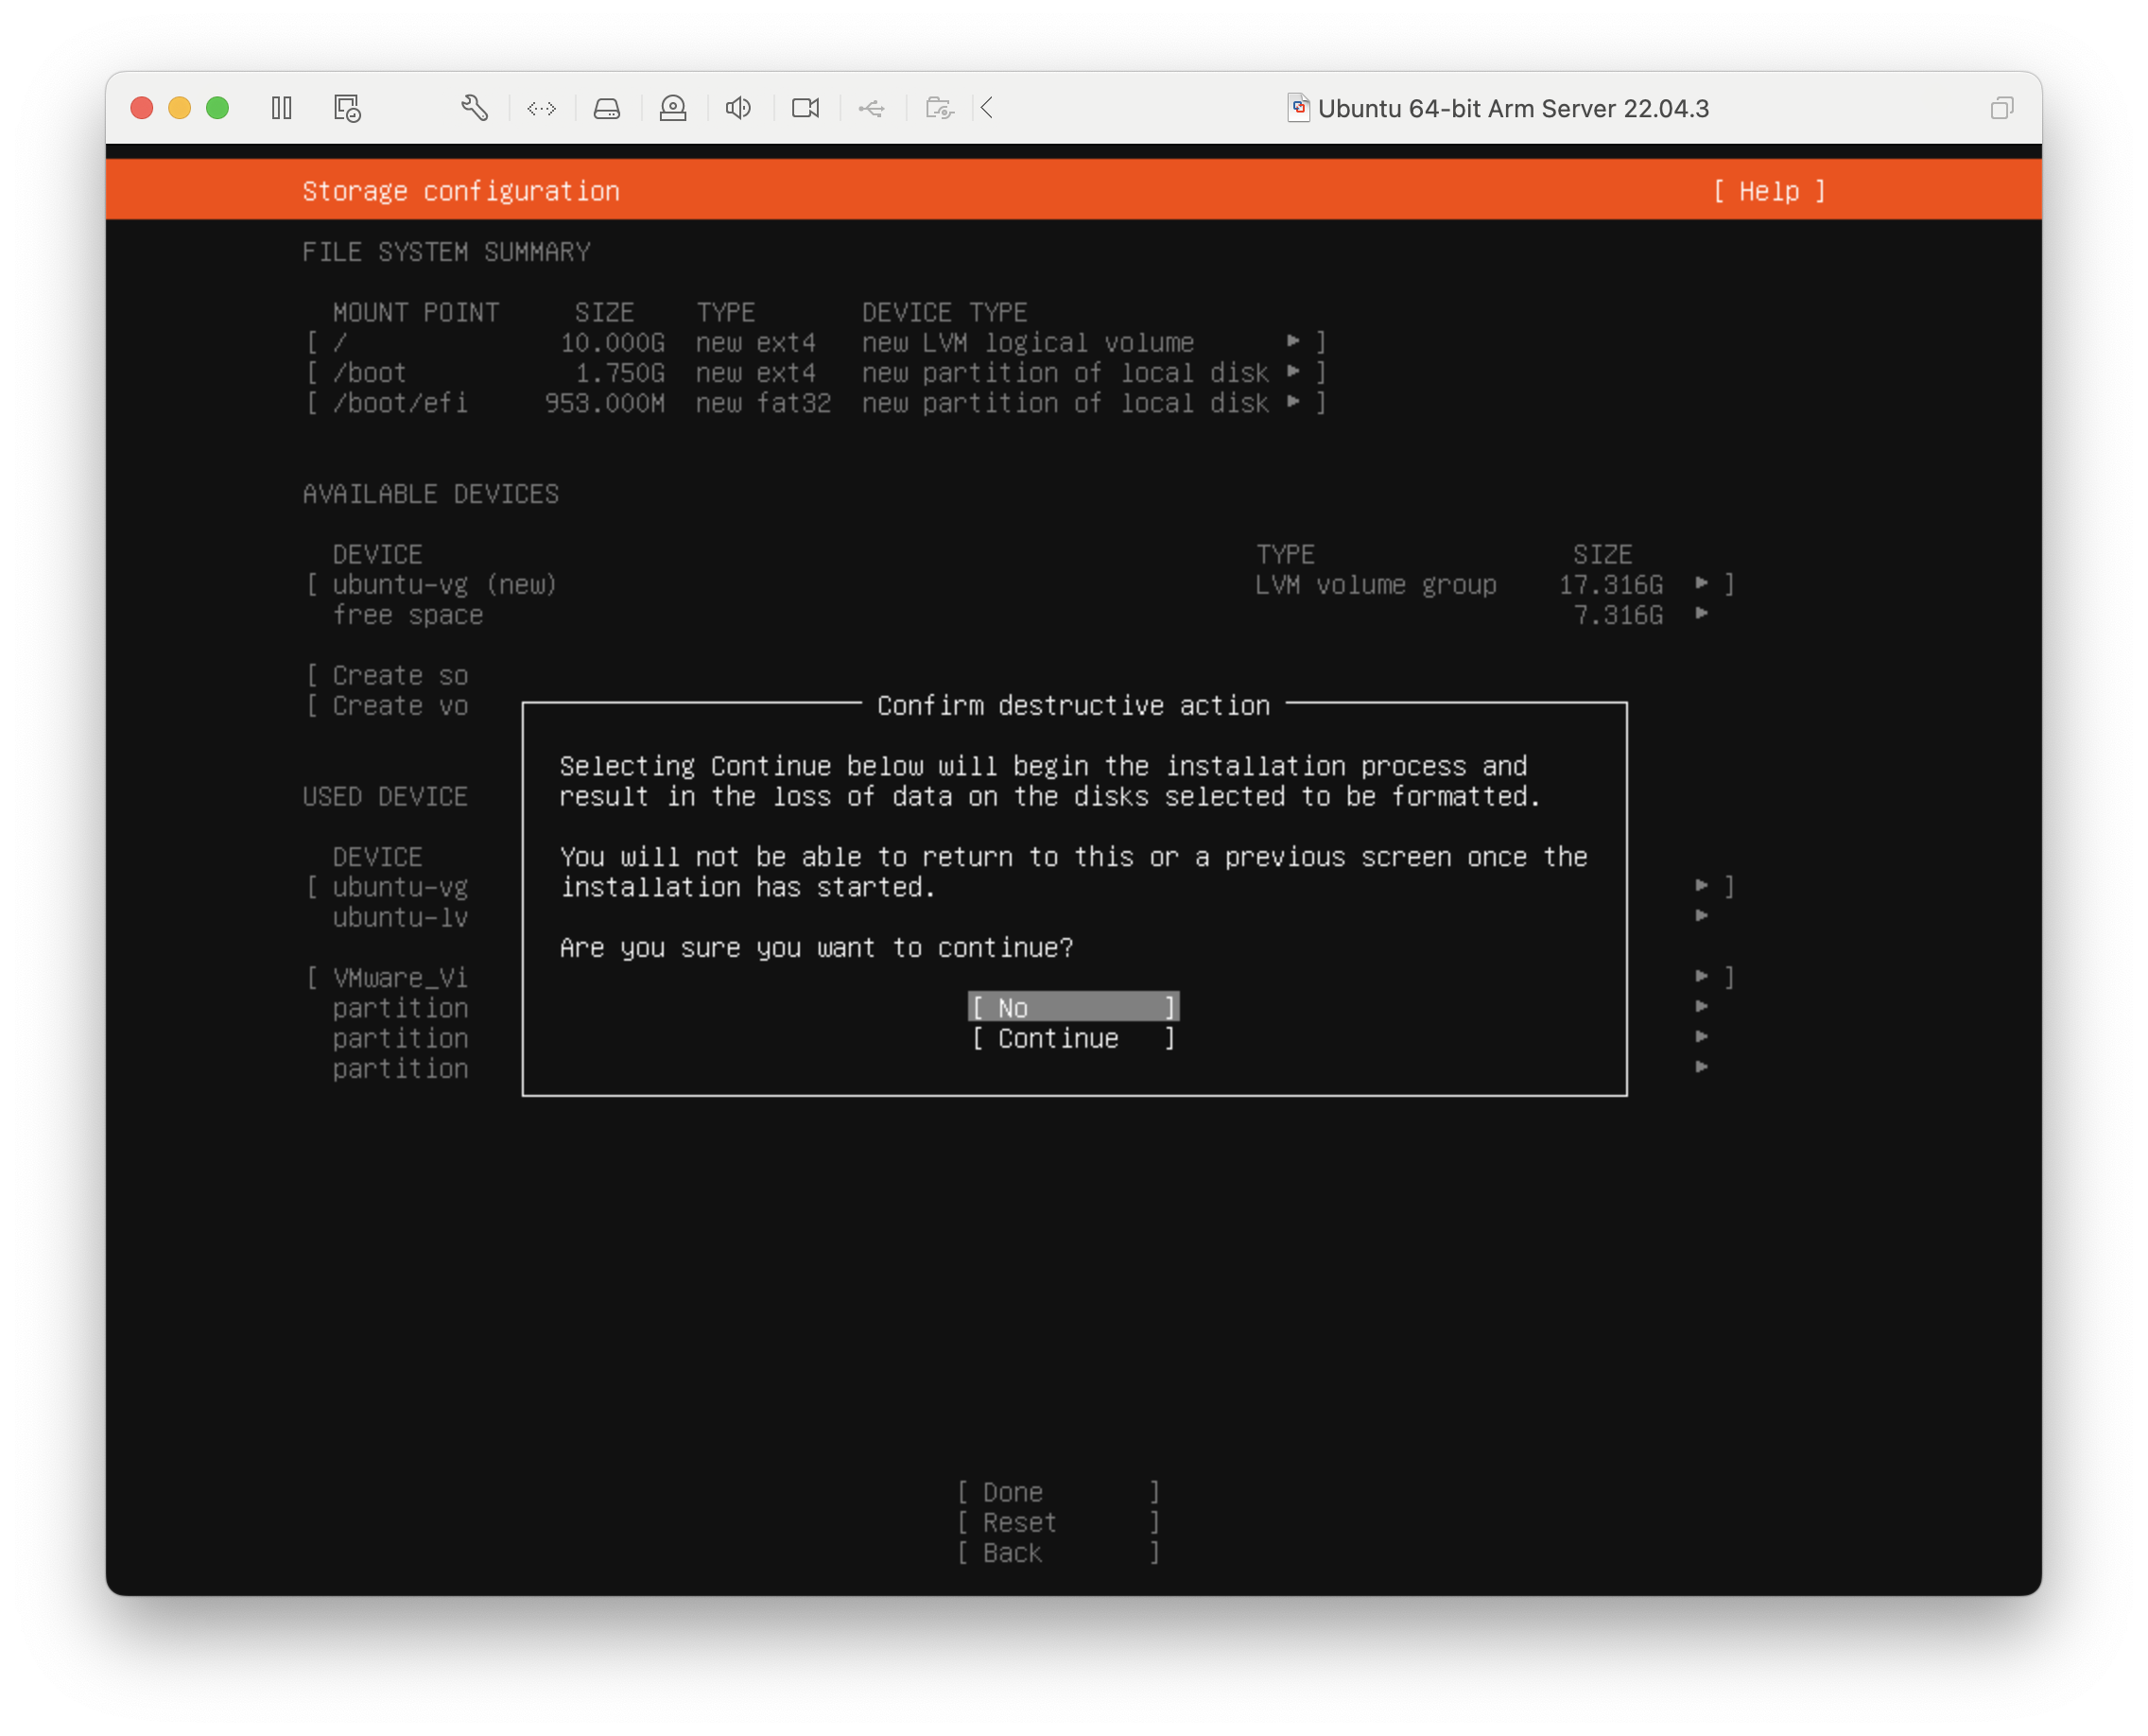 Ubuntu 64-bit Arm Server 22.04.3
Storage configuration [ Help ]
FILE SYSTEM SUMMARY
MOUNT POINT SIZE TYPE DEVICE TYPE
[ / 10.000G new ext4 new LVM logical volume ▸ ]
[ /boot 1.750G new ext4 new partition of local disk ▸ ]
[ /boot/efi 953.000M new fat32 new partition of local disk ▸ ]
AVAILABLE DEVICES
DEVICE TYPE SIZE
[ ubuntu-vg (new) LVM volume group 17.316G ▸ ]
free space 7.316G ▸
[ Create so
[ Create vo
USED DEVICE
DEVICE
[ ubuntu-vg ▸ ]
ubuntu-lv ▸
[ VMware_Vi ▸ ]
partition ▸
partition ▸
partition ▸
Confirm destructive action
Selecting Continue below will begin the installation process and
result in the loss of data on the disks selected to be formatted.
You will not be able to return to this or a previous screen once the
installation has started.
Are you sure you want to continue?
[ No ]
[ Continue ]
[ Done ]
[ Reset ]
[ Back ]